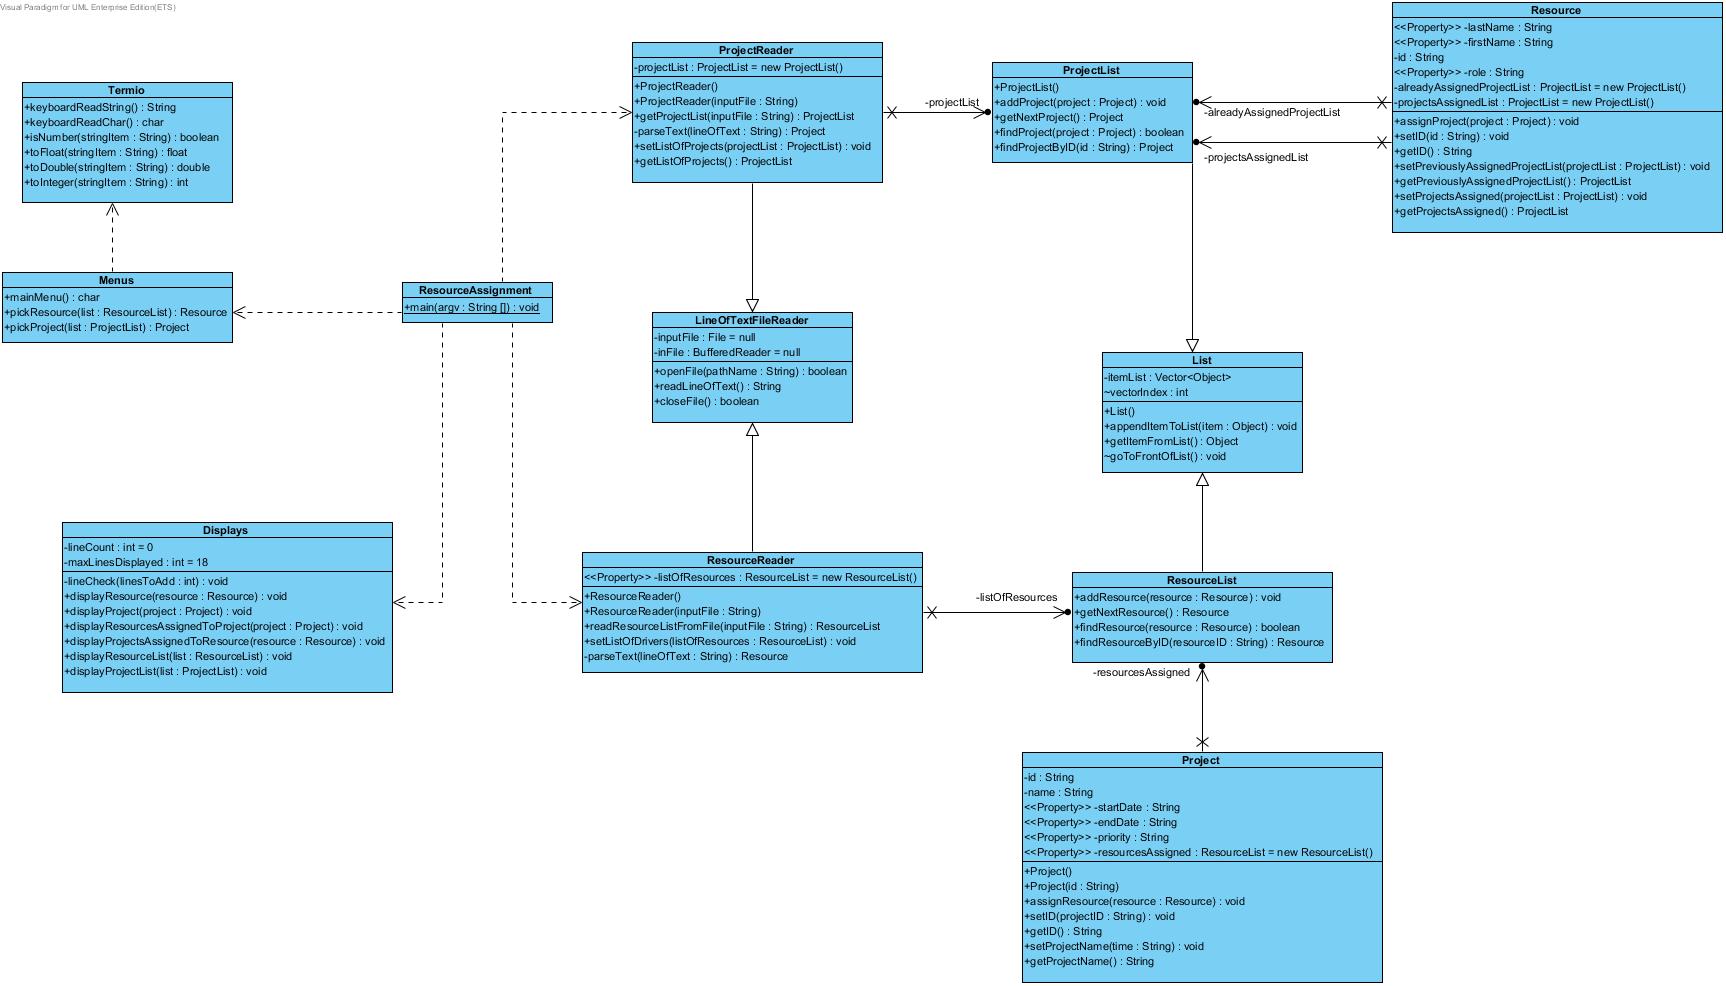 Visual Paradigm for UML Enterprise Edition(ETS)
Termio
+keyboardReadString() : String
+keyboardReadChar() : char
+isNumber(stringItem : String) : boolean
+toFloat(stringItem : String) : float
+toDouble(stringItem : String) : double
+toInteger(stringItem : String) : int
Menus
+mainMenu() : char
+pickResource(list : ResourceList) : Resource
+pickProject(list : ProjectList) : Project
ResourceAssignment
+main(argv : String []) : void
Displays
-lineCount : int = 0
-maxLinesDisplayed : int = 18
-lineCheck(linesToAdd : int) : void
+displayResource(resource : Resource) : void
+displayProject(project : Project) : void
+displayResourcesAssignedToProject(project : Project) : void
+displayProjectsAssignedToResource(resource : Resource) : void
+displayResourceList(list : ResourceList) : void
+displayProjectList(list : ProjectList) : void
ProjectReader
-projectList : ProjectList = new ProjectList()
+ProjectReader()
+ProjectReader(inputFile : String)
+getProjectList(inputFile : String) : ProjectList
-parseText(lineOfText : String) : Project
+setListOfProjects(projectList : ProjectList) : void
+getListOfProjects() : ProjectList
-projectList
LineOfTextFileReader
-inputFile : File = null
-inFile : BufferedReader = null
+openFile(pathName : String) : boolean
+readLineOfText() : String
+closeFile() : boolean
ResourceReader
<<Property>> -listOfResources : ResourceList = new ResourceList()
+ResourceReader()
+ResourceReader(inputFile : String)
+readResourceListFromFile(inputFile : String) : ResourceList
+setListOfDrivers(listOfResources : ResourceList) : void
-parseText(lineOfText : String) : Resource
-listOfResources
ProjectList
+ProjectList()
+addProject(project : Project) : void
+getNextProject() : Project
+findProject(project : Project) : boolean
+findProjectByID(id : String) : Project
-alreadyAssignedProjectList
-projectsAssignedList
Resource
<<Property>> -lastName : String
<<Property>> -firstName : String
-id : String
<<Property>> -role : String
-alreadyAssignedProjectList : ProjectList = new ProjectList()
-projectsAssignedList : ProjectList = new ProjectList()
+assignProject(project : Project) : void
+setID(id : String) : void
+getID() : String
+setPreviouslyAssignedProjectList(projectList : ProjectList) : void
+getPreviouslyAssignedProjectList() : ProjectList
+setProjectsAssigned(projectList : ProjectList) : void
+getProjectsAssigned() : ProjectList
List
-itemList : Vector<Object>
~vectorIndex : int
+List()
+appendItemToList(item : Object) : void
+getItemFromList() : Object
~goToFrontOfList() : void
ResourceList
+addResource(resource : Resource) : void
+getNextResource() : Resource
+findResource(resource : Resource) : boolean
+findResourceByID(resourceID : String) : Resource
-resourcesAssigned
Project
-id : String
-name : String
<<Property>> -startDate : String
<<Property>> -endDate : String
<<Property>> -priority : String
<<Property>> -resourcesAssigned : ResourceList = new ResourceList()
+Project()
+Project(id : String)
+assignResource(resource : Resource) : void
+setID(projectID : String) : void
+getID() : String
+setProjectName(time : String) : void
+getProjectName() : String